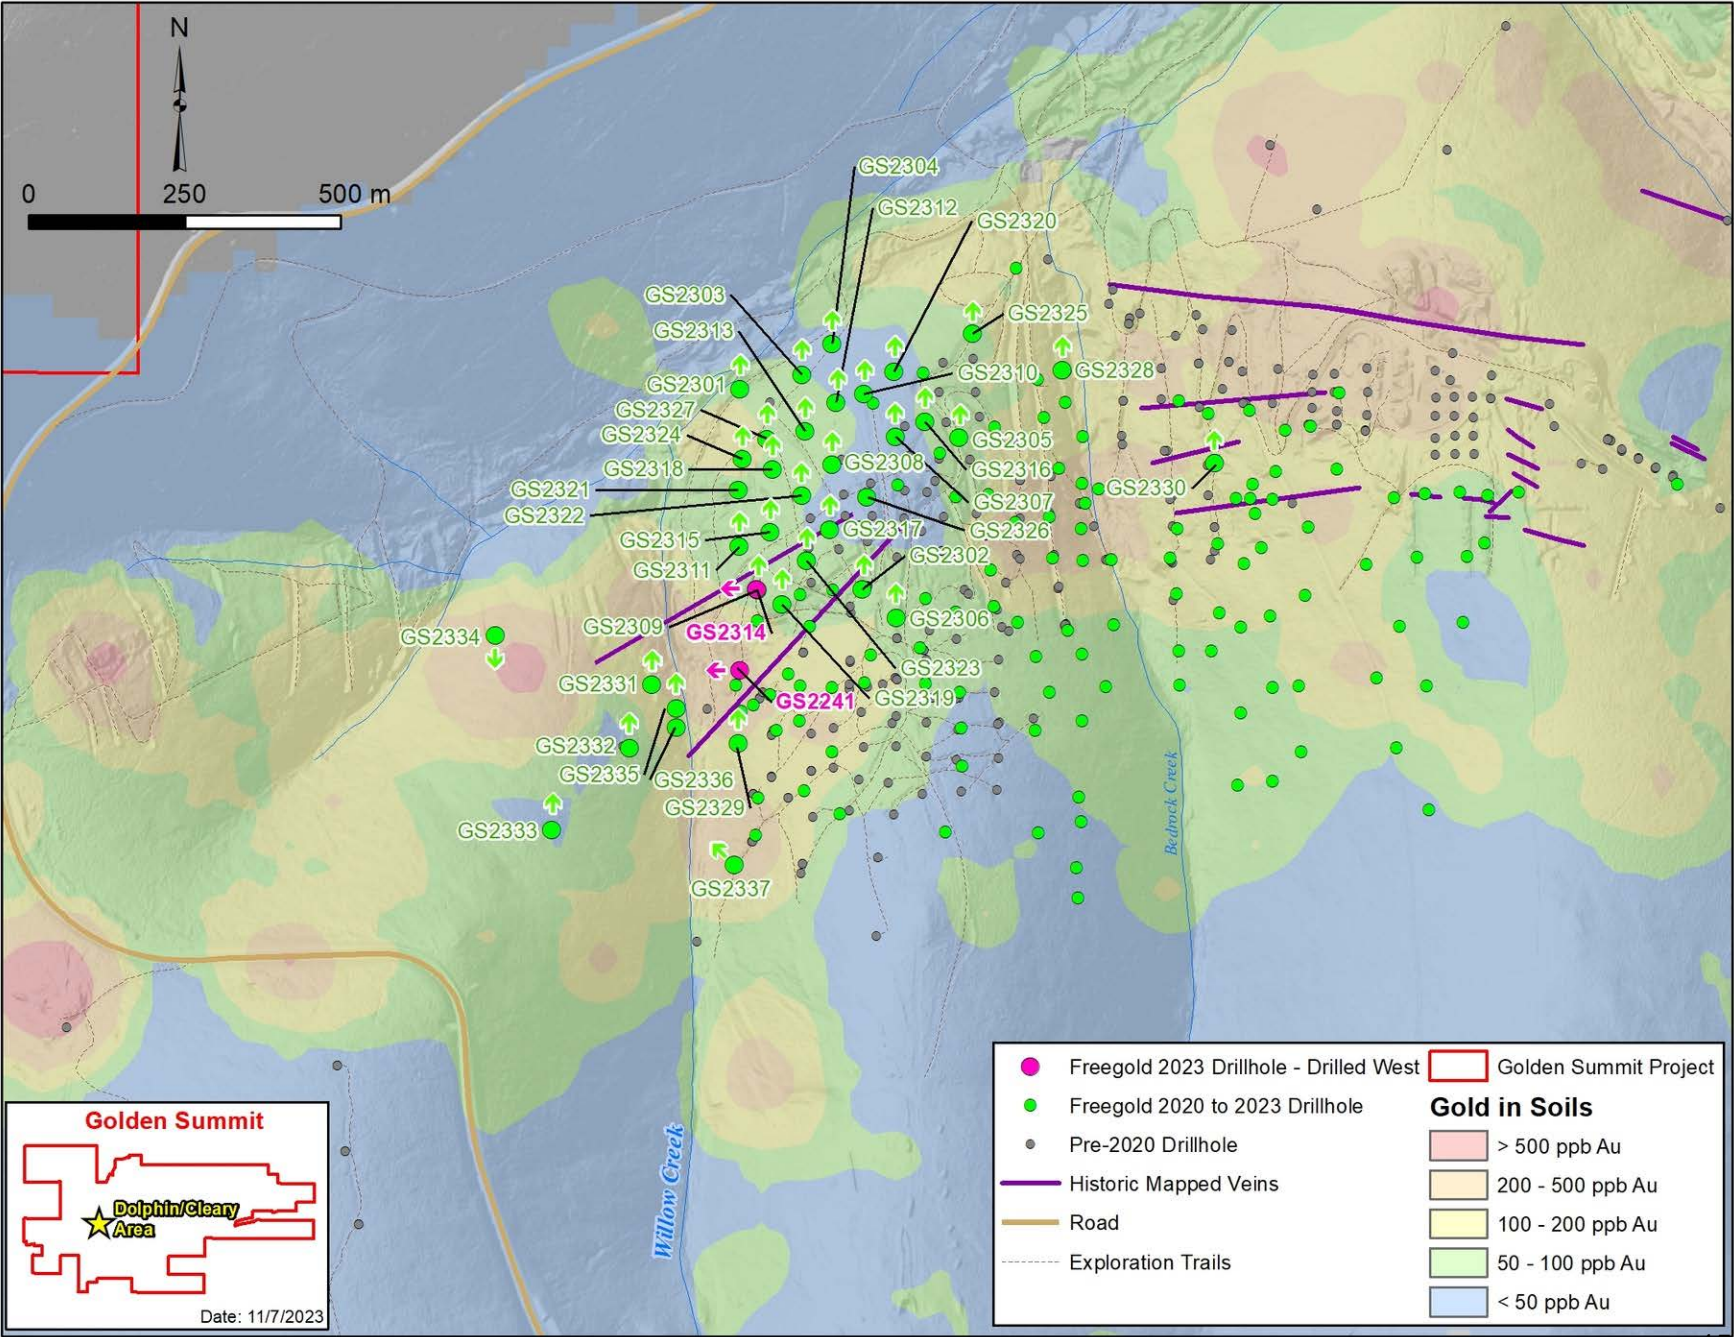 N
0 250 500 m
GS2304
GS2312
GS2320
GS2303
GS2313
GS2325
GS2301
GS2310
GS2328
GS2327
GS2324
GS2305
GS2318
GS2308
GS2316
GS2321
GS2307
GS2330
GS2322
GS2326
GS2315
GS2317
GS2311
GS2302
GS2309
GS2314
GS2306
GS2334
GS2323
GS2331
GS2241
GS2319
GS2332
GS2335
GS2336
GS2329
GS2333
GS2337
Bedrock Creek
Willow Creek
Freegold 2023 Drillhole - Drilled West
Freegold 2020 to 2023 Drillhole
Pre-2020 Drillhole
Historic Mapped Veins
Road
Exploration Trails
Golden Summit Project
Gold in Soils
> 500 ppb Au
200 - 500 ppb Au
100 - 200 ppb Au
50 - 100 ppb Au
< 50 ppb Au
Golden Summit
Dolphin/Cleary
Area
Date: 11/7/2023